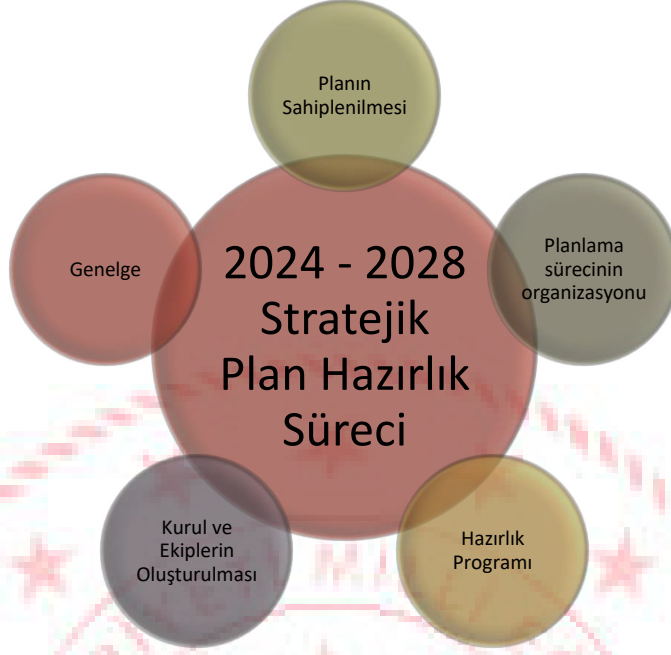 Planın
Sahiplenilmesi
Genelge
2024 - 2028
Stratejik
Plan Hazırlık
Süreci
Planlama
sürecinin
organizasyonu
Kurul ve
Ekiplerin
Oluşturulması
Hazırlık
Programı